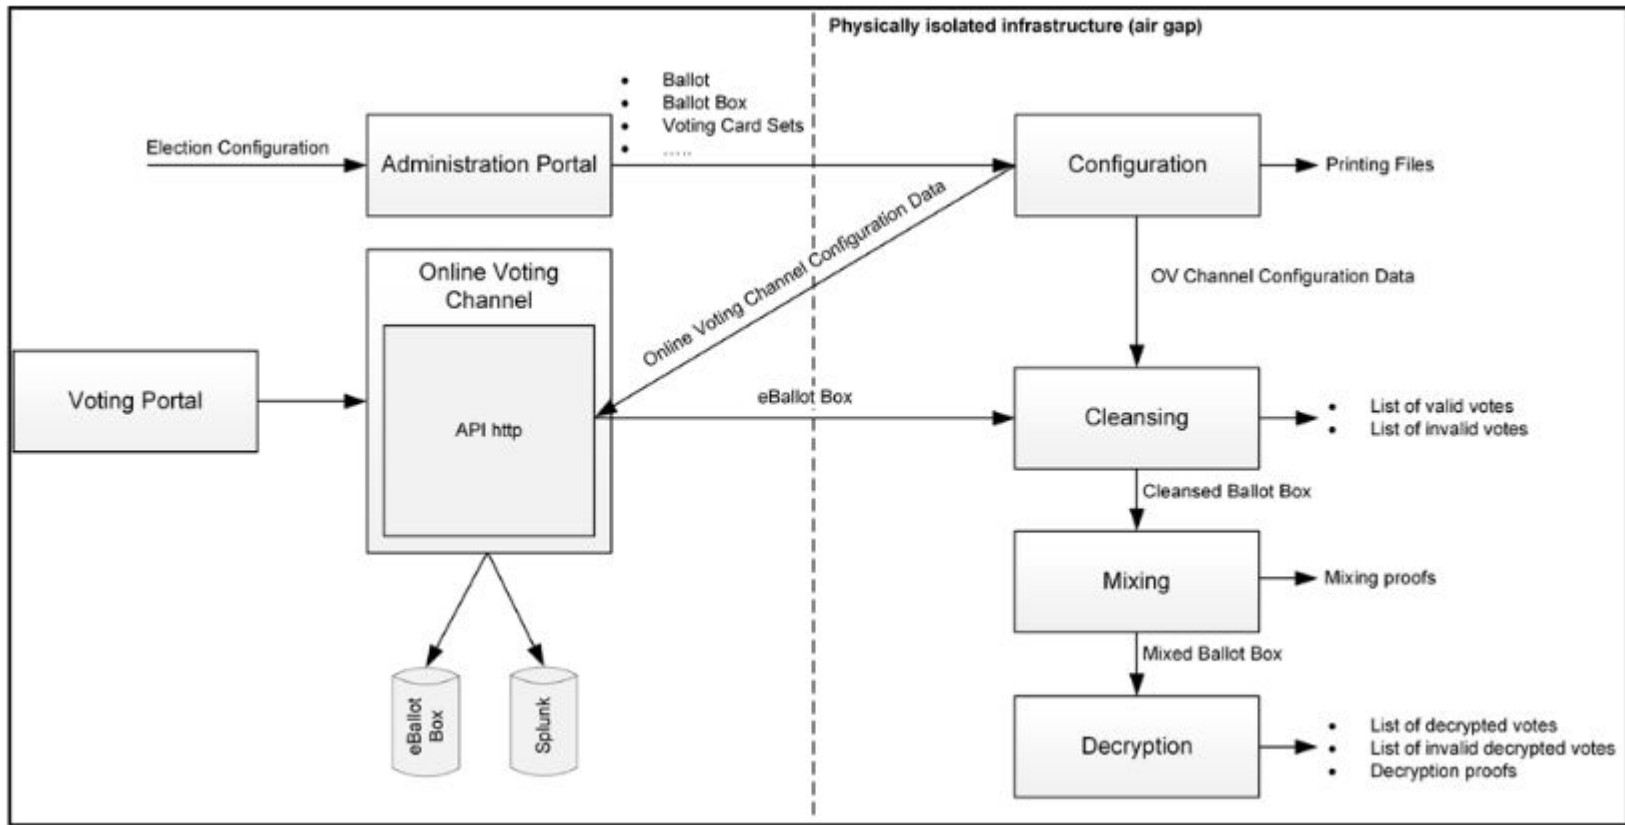 Physically isolated infrastructure (air gap)
• Ballot
• Ballot Box
• Voting Card Sets
• .....
Election Configuration
Administration Portal
Configuration
Printing Files
Online Voting Channel Configuration Data
OV Channel Configuration Data
Online Voting
Channel
API http
Voting Portal
eBallot Box
Cleansing
• List of valid votes
• List of invalid votes
Cleansed Ballot Box
Mixing
Mixing proofs
Mixed Ballot Box
eBallot
Box
Splunk
Decryption
• List of decrypted votes
• List of invalid decrypted votes
• Decryption proofs